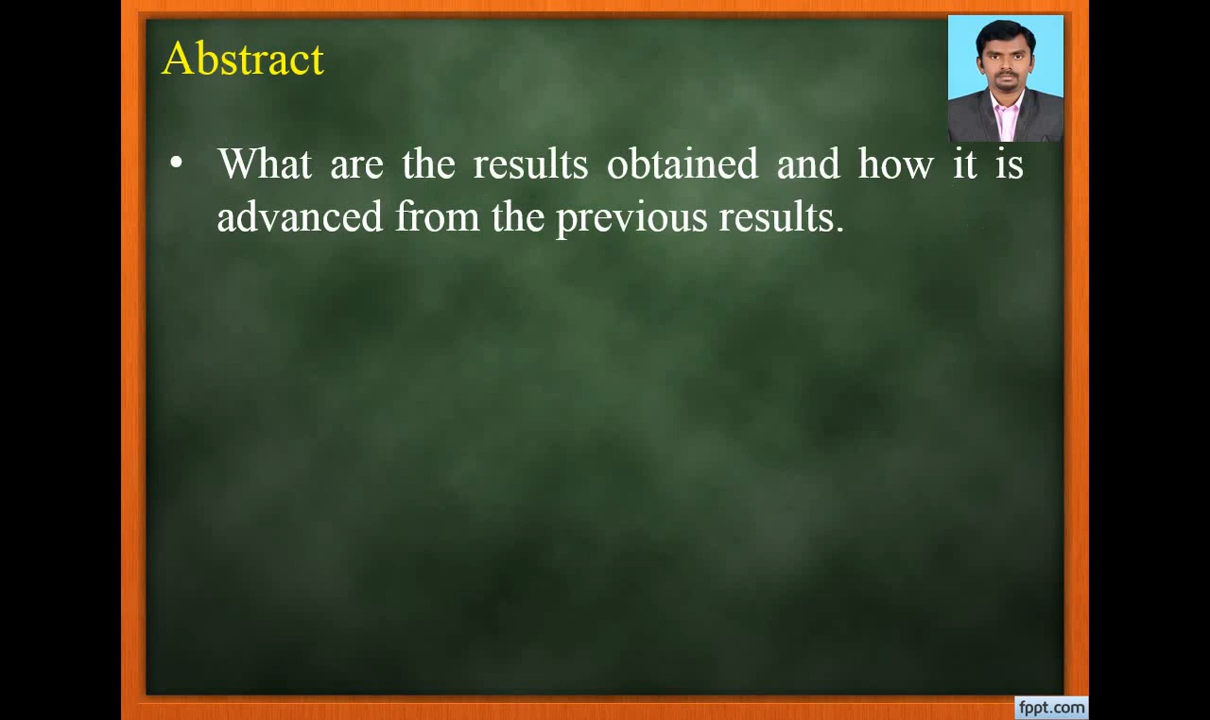 Abstract
• What are the results obtained and how it is
advanced from the previous results.
fppt.com